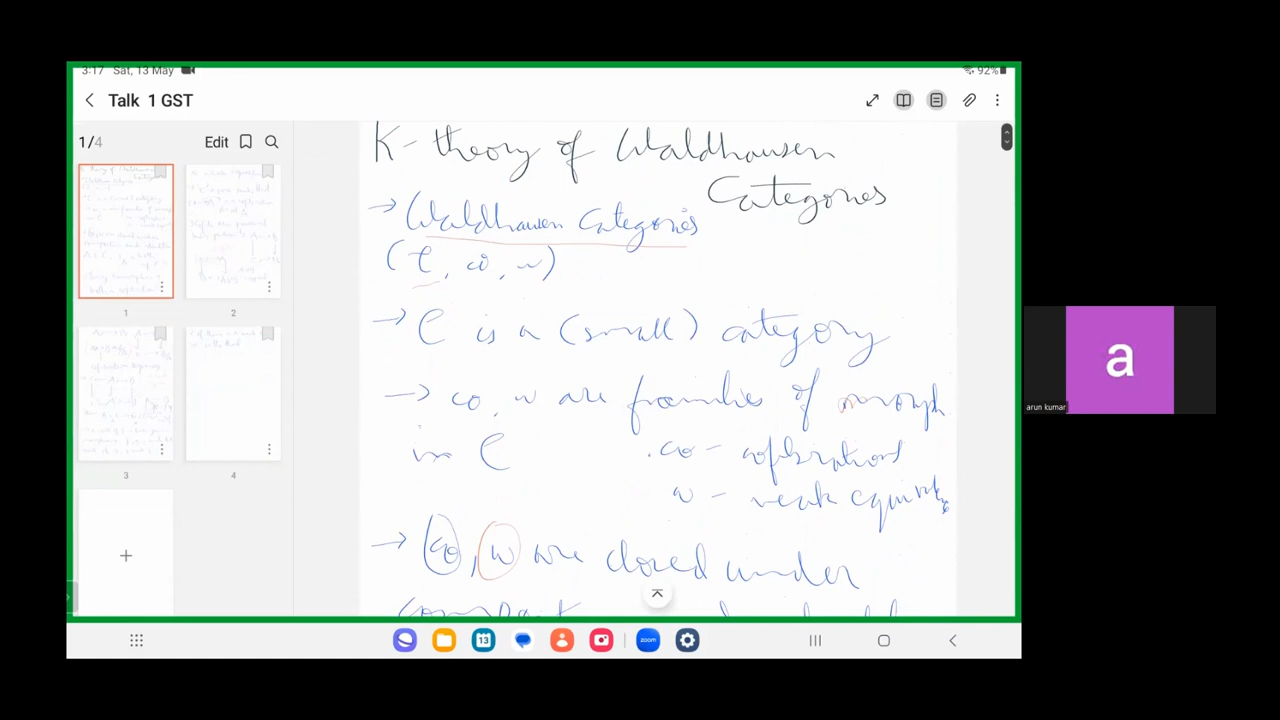 3:17 Sat, 13 May
92%
Talk 1 GST
1/4
Edit
K-theory of Waldhausen
Categories
→ Waldhausen Categories
(C, co, w)
→ C is a (small) category
→ co, w are families of morph
in C
co - cofibrations
w - weak equivalences
→ co, w are closed under
1
2
3
4
+
a
arun kumar
13
zoom